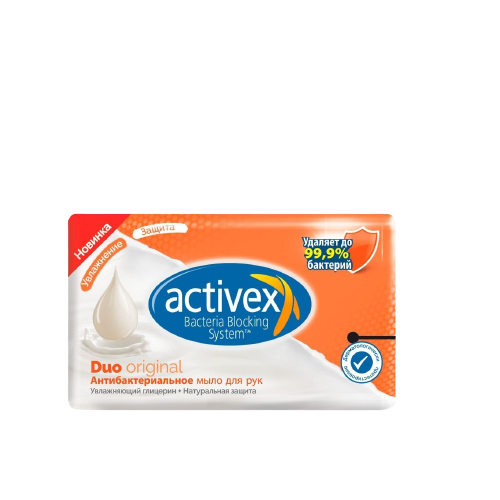 Новинка
Увлажнение
Защита
Удаляет до
99,9%
бактерий
activex
Bacteria Blocking
System™
Duo original
Антибактериальное мыло для рук
Увлажняющий глицерин • Натуральная защита
Дерматологически